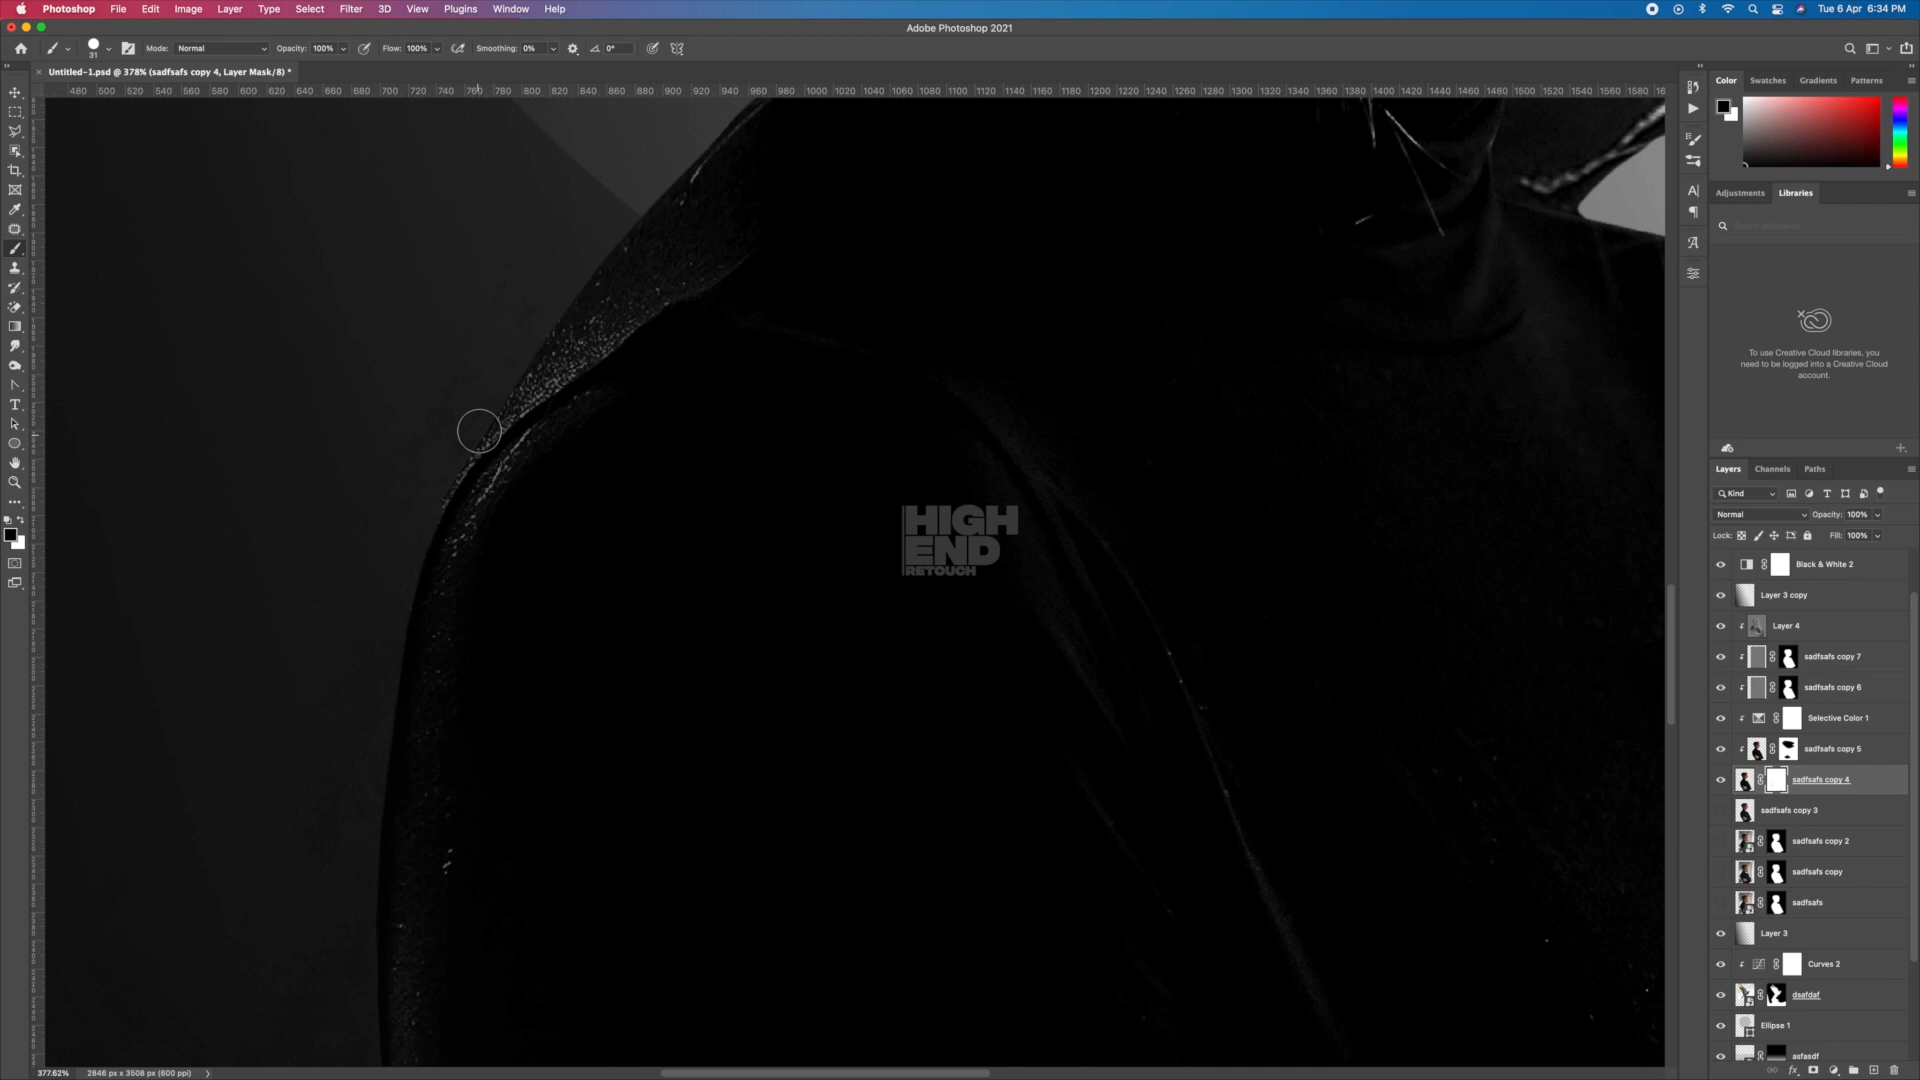 Photoshop File Edit Image Layer Type Select Filter 3D View Plugins Window Help Tue 6 Apr 6:34 PM
Adobe Photoshop 2021
31 Mode: Normal Opacity: 100% Flow: 100% Smoothing: 0% 0°
Untitled-1.psd @ 378% (sadfsafs copy 4, Layer Mask/8) *
480 500 520 540 560 580 600 620 640 660 680 700 720 740 760 780 800 820 840 860 880 900 920 940 960 980 1000 1020 1040 1060 1080 1100 1120 1140 1160 1180 1200 1220 1240 1260 1280 1300 1320 1340 1360 1380 1400 1420 1440 1460 1480 1500 1520 1540 1560 1580 16
Color Swatches Gradients Patterns
Adjustments Libraries
To use Creative Cloud libraries, you
need to be logged into a Creative Cloud
account.
HIGH
END
RETOUCH
Layers Channels Paths
Kind
Normal Opacity: 100%
Lock: Fill: 100%
Black & White 2
Layer 3 copy
Layer 4
sadfsafs copy 7
sadfsafs copy 6
Selective Color 1
sadfsafs copy 5
sadfsafs copy 4
sadfsafs copy 3
sadfsafs copy 2
sadfsafs copy
sadfsafs
Layer 3
Curves 2
dsafdaf
Ellipse 1
asfasdf
377.62% 2846 px x 3508 px (600 ppi)